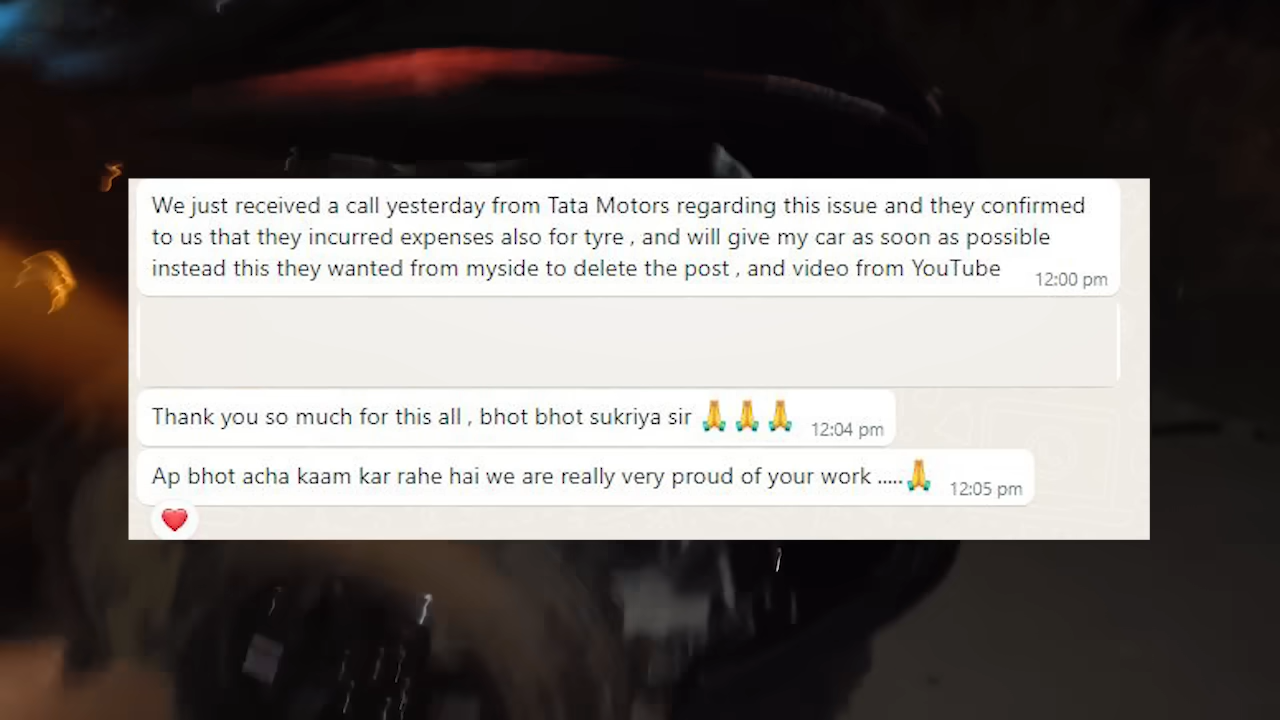 We just received a call yesterday from Tata Motors regarding this issue and they confirmed
to us that they incurred expenses also for tyre , and will give my car as soon as possible
instead this they wanted from myside to delete the post , and video from YouTube
12:00 pm
Thank you so much for this all , bhot bhot sukriya sir 🙏🙏🙏 12:04 pm
Ap bhot acha kaam kar rahe hai we are really very proud of your work .....🙏 12:05 pm